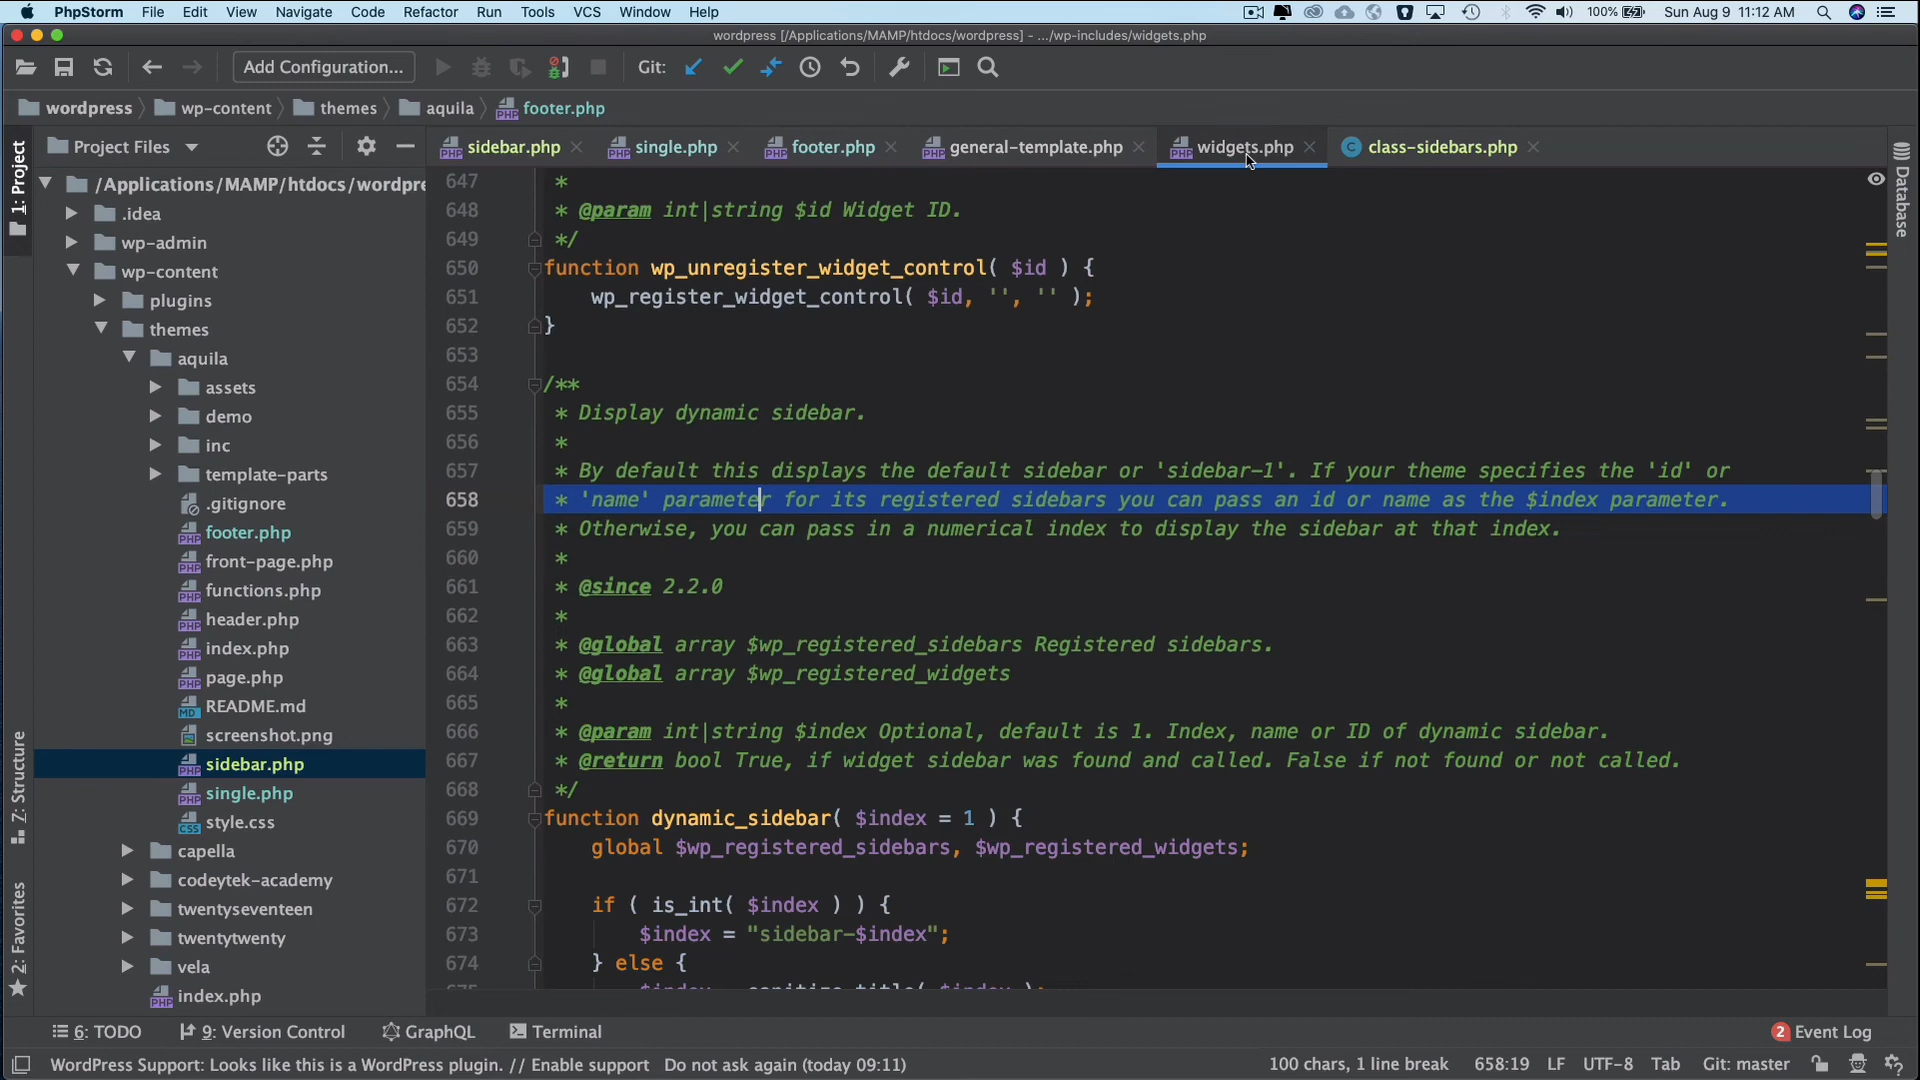 PhpStorm File Edit View Navigate Code Refactor Run Tools VCS Window Help 100% Sun Aug 9 11:12 AM
wordpress [/Applications/MAMP/htdocs/wordpress] - .../wp-includes/widgets.php
Add Configuration... Git:
wordpress wp-content themes aquila footer.php
Project Files sidebar.php single.php footer.php general-template.php widgets.php class-sidebars.php
1: Project
Z: Structure
2: Favorites
Database
/Applications/MAMP/htdocs/wordpre
.idea
wp-admin
wp-content
plugins
themes
aquila
assets
demo
inc
template-parts
.gitignore
footer.php
front-page.php
functions.php
header.php
index.php
page.php
README.md
screenshot.png
sidebar.php
single.php
style.css
capella
codeytek-academy
twentyseventeen
twentytwenty
vela
index.php
647 *
648 * @param int|string $id Widget ID.
649 */
650 function wp_unregister_widget_control( $id ) {
651 wp_register_widget_control( $id, '', '' );
652 }
653
654 /**
655 * Display dynamic sidebar.
656 *
657 * By default this displays the default sidebar or 'sidebar-1'. If your theme specifies the 'id' or
658 * 'name' parameter for its registered sidebars you can pass an id or name as the $index parameter.
659 * Otherwise, you can pass in a numerical index to display the sidebar at that index.
660 *
661 * @since 2.2.0
662 *
663 * @global array $wp_registered_sidebars Registered sidebars.
664 * @global array $wp_registered_widgets
665 *
666 * @param int|string $index Optional, default is 1. Index, name or ID of dynamic sidebar.
667 * @return bool True, if widget sidebar was found and called. False if not found or not called.
668 */
669 function dynamic_sidebar( $index = 1 ) {
670 global $wp_registered_sidebars, $wp_registered_widgets;
671
672 if ( is_int( $index ) ) {
673 $index = "sidebar-$index";
674 } else {
6: TODO 9: Version Control GraphQL Terminal 2 Event Log
WordPress Support: Looks like this is a WordPress plugin. // Enable support Do not ask again (today 09:11) 100 chars, 1 line break 658:19 LF UTF-8 Tab Git: master